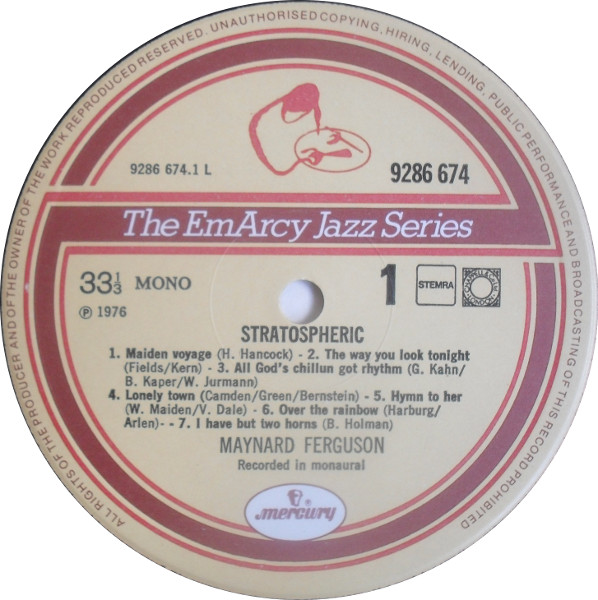 ALL RIGHTS OF THE PRODUCER AND OF THE OWNER OF THE WORK REPRODUCED RESERVED. UNAUTHORISED COPYING, HIRING, LENDING, PUBLIC PERFORMANCE AND BROADCASTING OF THIS RECORD PROHIBITED
9286 674.1 L
9286 674
The EmArcy Jazz Series
33 1/3 MONO
1
STEMRA
℗ 1976
STRATOSPHERIC
1. Maiden voyage (H. Hancock) - 2. The way you look tonight
(Fields/Kern) - 3. All God's chillun got rhythm (G. Kahn/
B. Kaper/W. Jurmann)
4. Lonely town (Camden/Green/Bernstein) - 5. Hymn to her
(W. Maiden/V. Dale) - 6. Over the rainbow (Harburg/
Arlen)- - 7. I have but two horns (B. Holman)
MAYNARD FERGUSON
Recorded in monaural
®
mercury